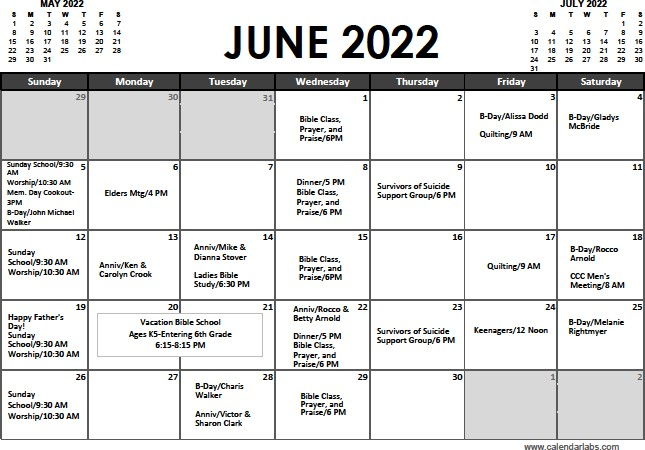 MAY 2022
S M T W T F S
1 2 3 4 5 6 7
8 9 10 11 12 13 14
15 16 17 18 19 20 21
22 23 24 25 26 27 28
29 30 31
JUNE 2022
JULY 2022
S M T W T F S
1 2
3 4 5 6 7 8 9
10 11 12 13 14 15 16
17 18 19 20 21 22 23
24 25 26 27 28 29 30
31
Sunday Monday Tuesday Wednesday Thursday Friday Saturday
29
30
31
1
Bible Class,
Prayer, and
Praise/6PM
2
3
B-Day/Alissa Dodd
Quilting/9 AM
4
B-Day/Gladys
McBride
5
Sunday School/9:30
AM
Worship/10:30 AM
Mem. Day Cookout-
3PM
B-Day/John Michael
Walker
6
Elders Mtg/4 PM
7
8
Dinner/5 PM
Bible Class,
Prayer, and
Praise/6 PM
9
Survivors of Suicide
Support Group/6 PM
10
11
12
Sunday
School/9:30 AM
Worship/10:30 AM
13
Anniv/Ken &
Carolyn Crook
14
Anniv/Mike &
Dianna Stover
Ladies Bible
Study/6:30 PM
15
Bible Class,
Prayer, and
Praise/6PM
16
17
Quilting/9 AM
18
B-Day/Rocco
Arnold
CCC Men's
Meeting/8 AM
19
Happy Father's
Day!
Sunday
School/9:30 AM
Worship/10:30 AM
20
21
Vacation Bible School
Ages K5-Entering 6th Grade
6:15-8:15 PM
22
Anniv/Rocco &
Betty Arnold
Dinner/5 PM
Bible Class,
Prayer, and
Praise/6 PM
23
Survivors of Suicide
Support Group/6 PM
24
Keenagers/12 Noon
25
B-Day/Melanie
Rightmyer
26
Sunday
School/9:30 AM
Worship/10:30 AM
27
28
B-Day/Charis
Walker
Anniv/Victor &
Sharon Clark
29
Bible Class,
Prayer, and
Praise/6 PM
30
1
2
www.calendarlabs.com